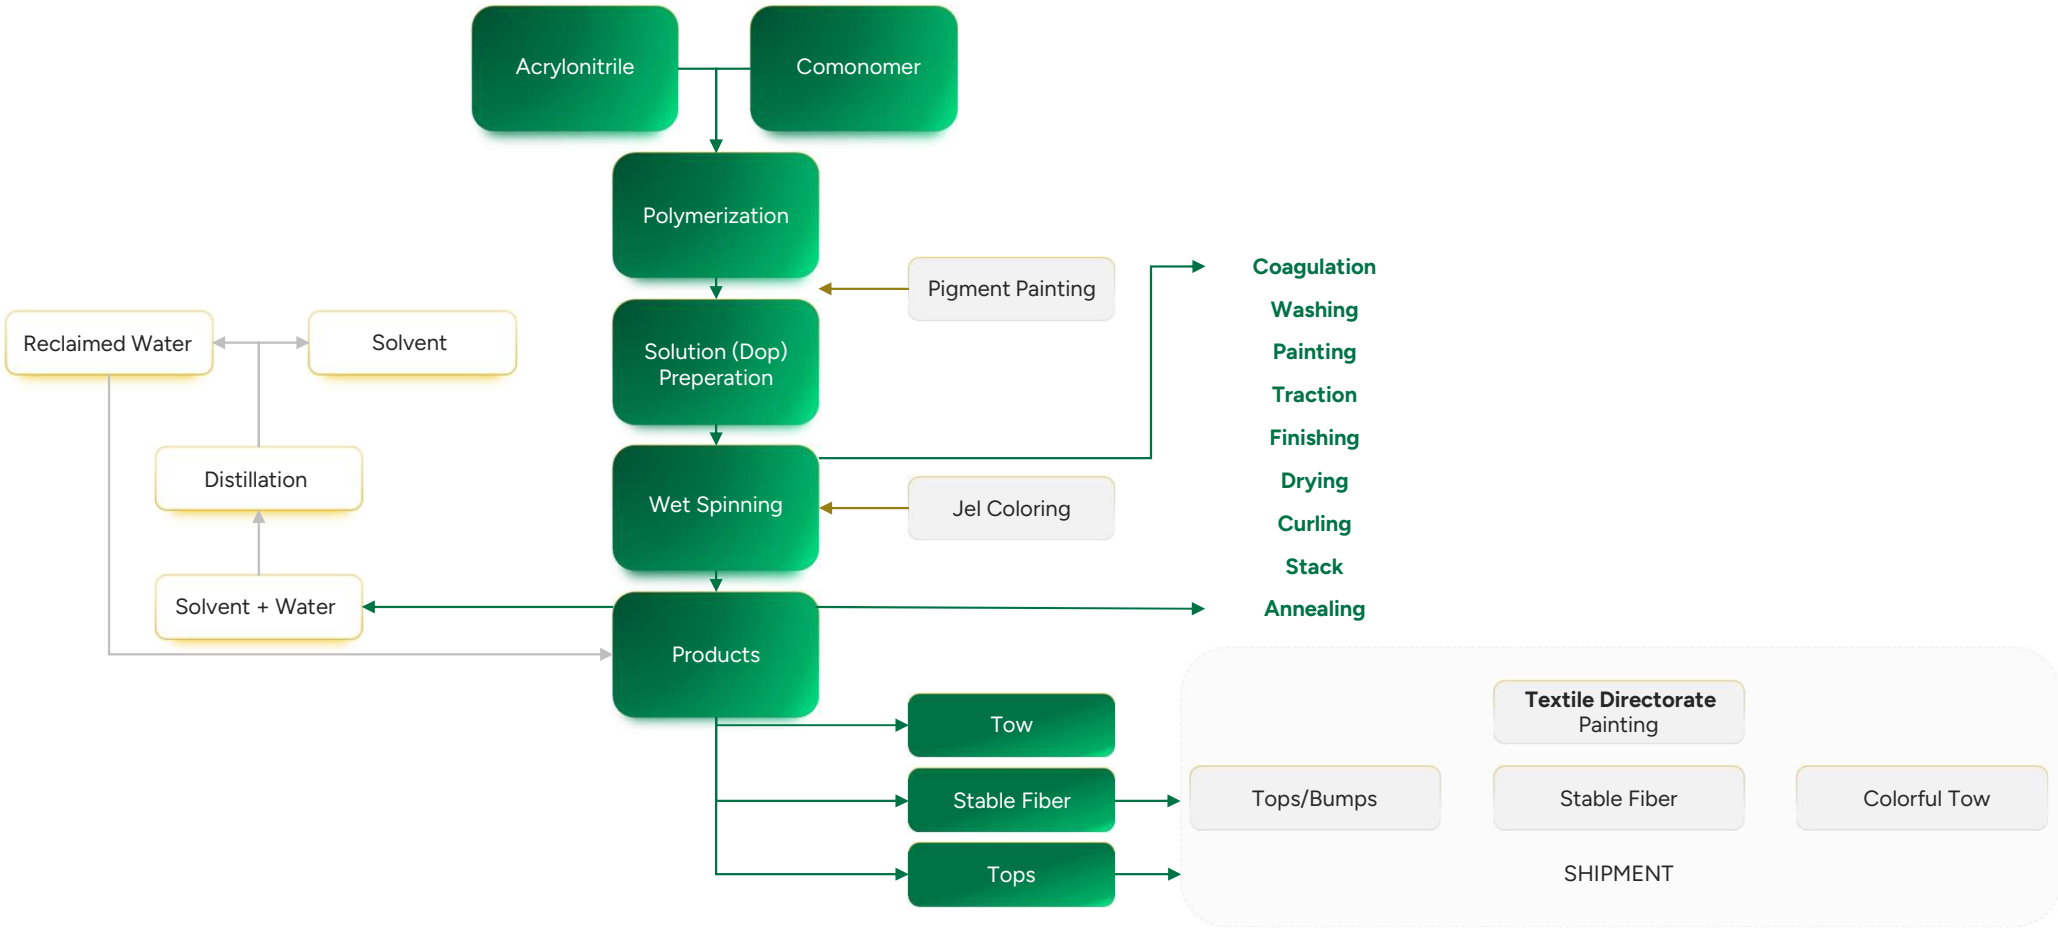 Acrylonitrile
Comonomer
Polymerization
Pigment Painting
Coagulation
Washing
Painting
Traction
Finishing
Drying
Curling
Stack
Annealing
Reclaimed Water
Solvent
Solution (Dop)
Preperation
Distillation
Wet Spinning
Jel Coloring
Solvent + Water
Products
Tow
Stable Fiber
Tops
Textile Directorate
Painting
Tops/Bumps
Stable Fiber
Colorful Tow
SHIPMENT